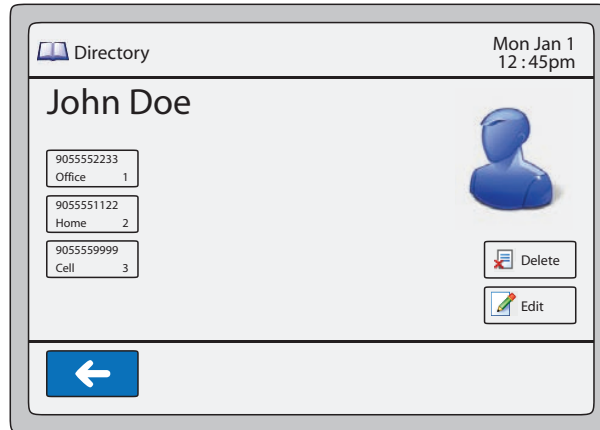 Directory
Mon Jan 1
12:45pm
John Doe
9055552233
Office 1
9055551122
Home 2
9055559999
Cell 3
Delete
Edit